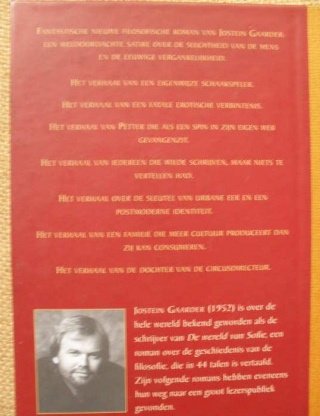 Fantastische nieuwe filosofische roman van Jostein Gaarder:
een weldoordachte satire over de slechtheid van de mens
en de eeuwige vergankelijkheid.
Het verhaal van een eigenwijze schaakspeler.
Het verhaal van een fatale erotische verbintenis.
Het verhaal van Petter die als een spin in zijn eigen web
gevangenzit.
Het verhaal van iedereen die wilde schrijven, maar niets te
vertellen had.
Het verhaal over de sleutel van urbane eer en een
postmoderne identiteit.
Het verhaal van een familie die meer cultuur produceert dan
zij kan consumeren.
Het verhaal van de dochter van de circusdirecteur.
Jostein Gaarder (1952) is over de
hele wereld bekend geworden als de
schrijver van De wereld van Sofie, een
roman over de geschiedenis van de
filosofie, die in 44 talen is vertaald.
Zijn volgende romans hebben eveneens
hun weg naar een groot lezerspubliek
gevonden.